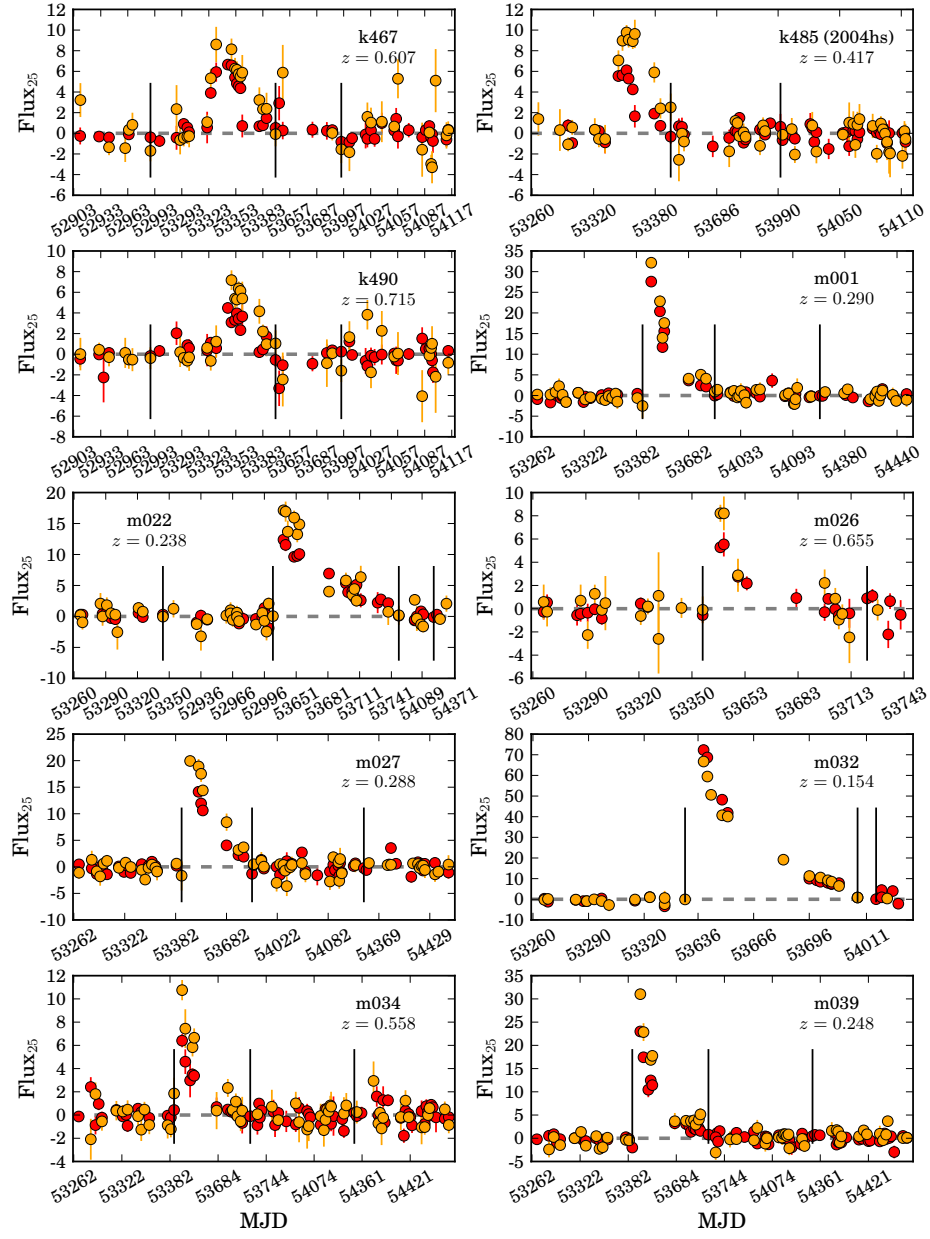 k467
z = 0.607
Flux25
12
10
8
6
4
2
0
−2
−4
−6
52903 52933 52963 52993 53293 53323 53353 53383 53657 53687 53997 54027 54057 54087 54117
k485 (2004hs)
z = 0.417
Flux25
12
10
8
6
4
2
0
−2
−4
−6
53260 53320 53380 53686 53990 54050 54110
k490
z = 0.715
Flux25
10
8
6
4
2
0
−2
−4
−6
−8
52903 52933 52963 52993 53293 53323 53353 53383 53657 53687 53997 54027 54057 54087 54117
m001
z = 0.290
Flux25
35
30
25
20
15
10
5
0
−5
−10
53262 53322 53382 53682 54033 54093 54380 54440
m022
z = 0.238
Flux25
20
15
10
5
0
−5
−10
53260 53290 53320 53350 52936 52966 52996 53651 53681 53711 53741 54089 54371
m026
z = 0.655
Flux25
10
8
6
4
2
0
−2
−4
−6
53260 53290 53320 53350 53653 53683 53713 53743
m027
z = 0.288
Flux25
25
20
15
10
5
0
−5
−10
53262 53322 53382 53682 54022 54082 54369 54429
m032
z = 0.154
Flux25
80
70
60
50
40
30
20
10
0
−10
53260 53290 53320 53636 53666 53696 54011
m034
z = 0.558
Flux25
12
10
8
6
4
2
0
−2
−4
53262 53322 53382 53684 53744 54074 54361 54421
MJD
m039
z = 0.248
Flux25
35
30
25
20
15
10
5
0
−5
53262 53322 53382 53684 53744 54074 54361 54421
MJD